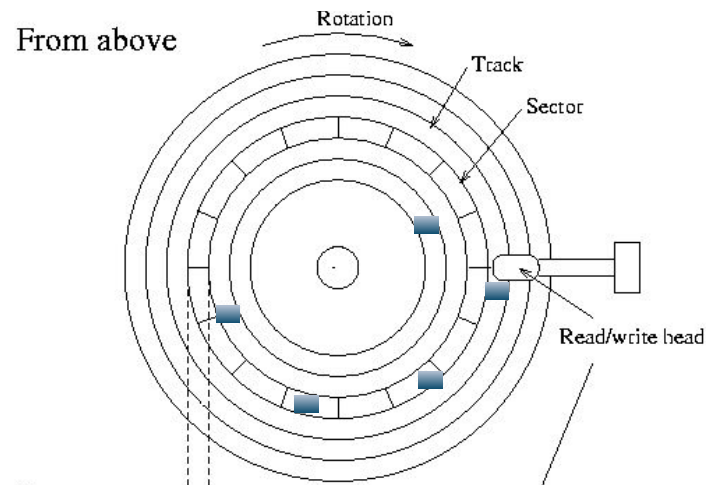 Rotation
From above
Track
Sector
Read/write head